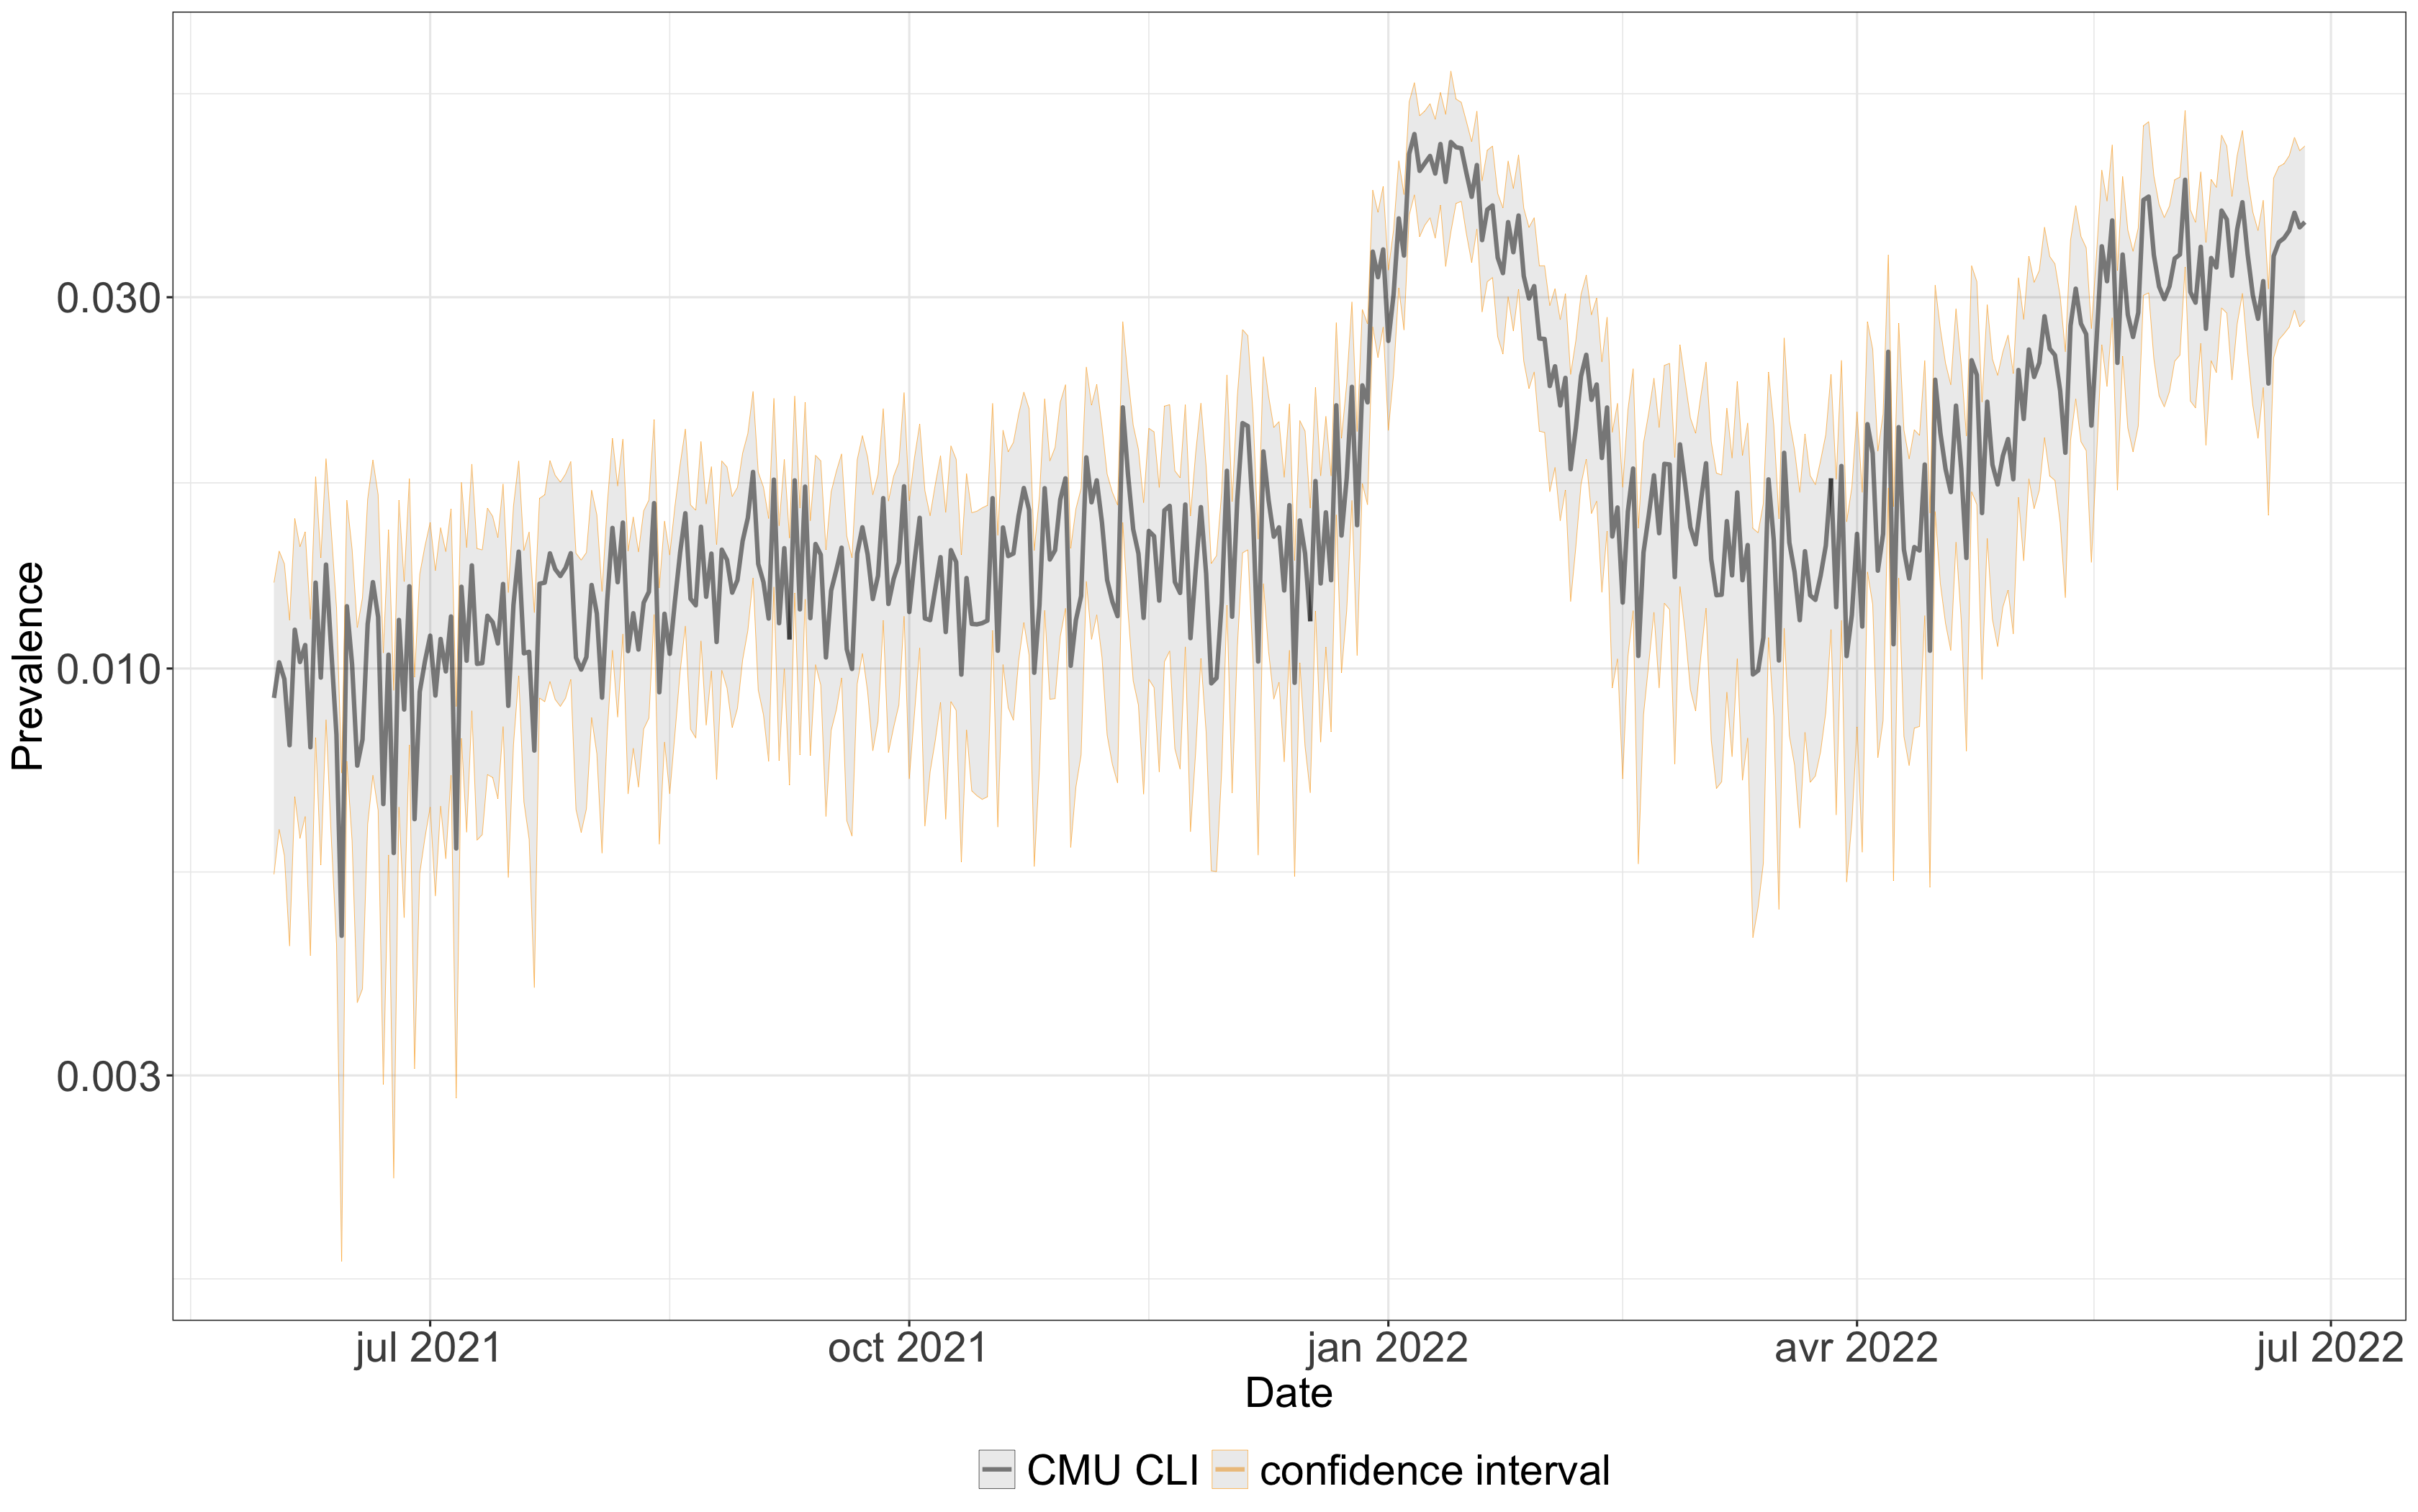 Prevalence
0.030
0.010
0.003
jul 2021
oct 2021
jan 2022
avr 2022
jul 2022
Date
CMU CLI
confidence interval